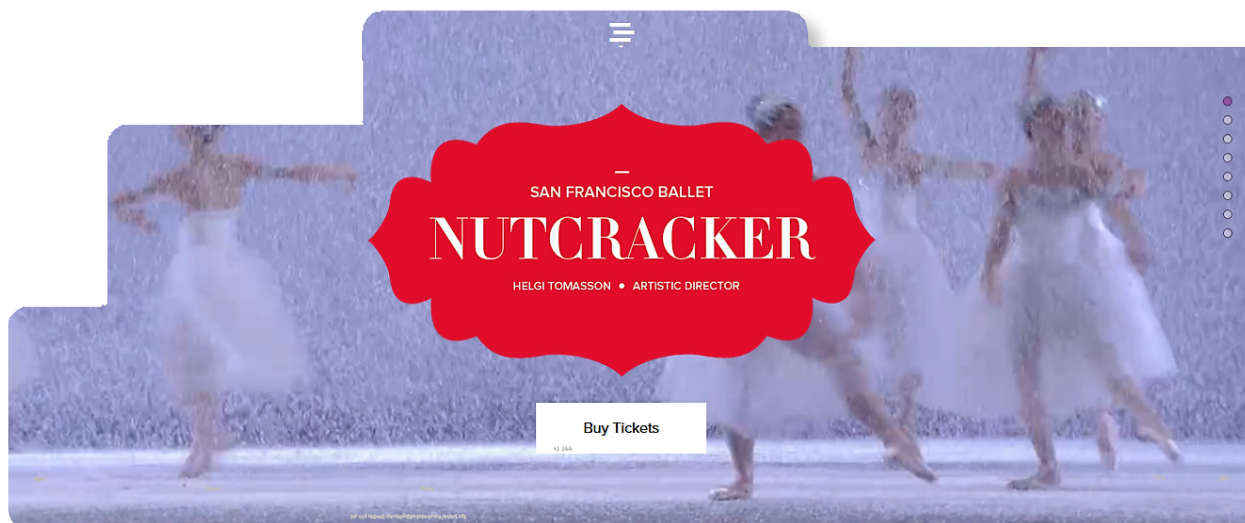 SAN FRANCISCO BALLET
NUTCRACKER
HELGI TOMASSON • ARTISTIC DIRECTOR
Buy Tickets